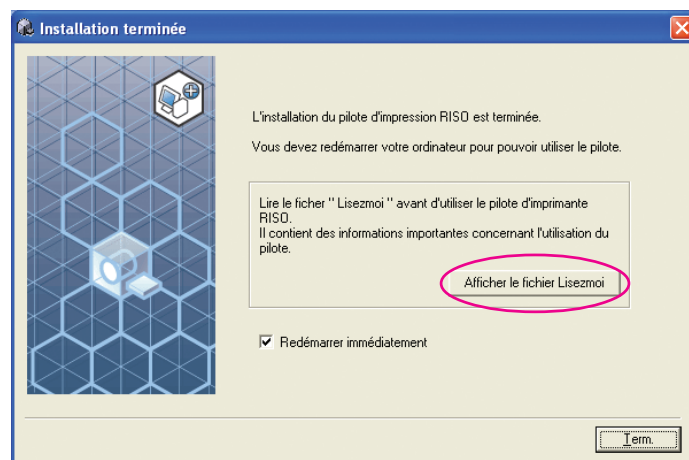 Installation terminée
L'installation du pilote d'impression RISO est terminée.
Vous devez redémarrer votre ordinateur pour pouvoir utiliser le pilote.
Lire le ficher " Lisezmoi " avant d'utiliser le pilote d'imprimante
RISO.
Il contient des informations importantes concernant l'utilisation du
pilote.
Afficher le fichier Lisezmoi
Redémarrer immédiatement
Term.